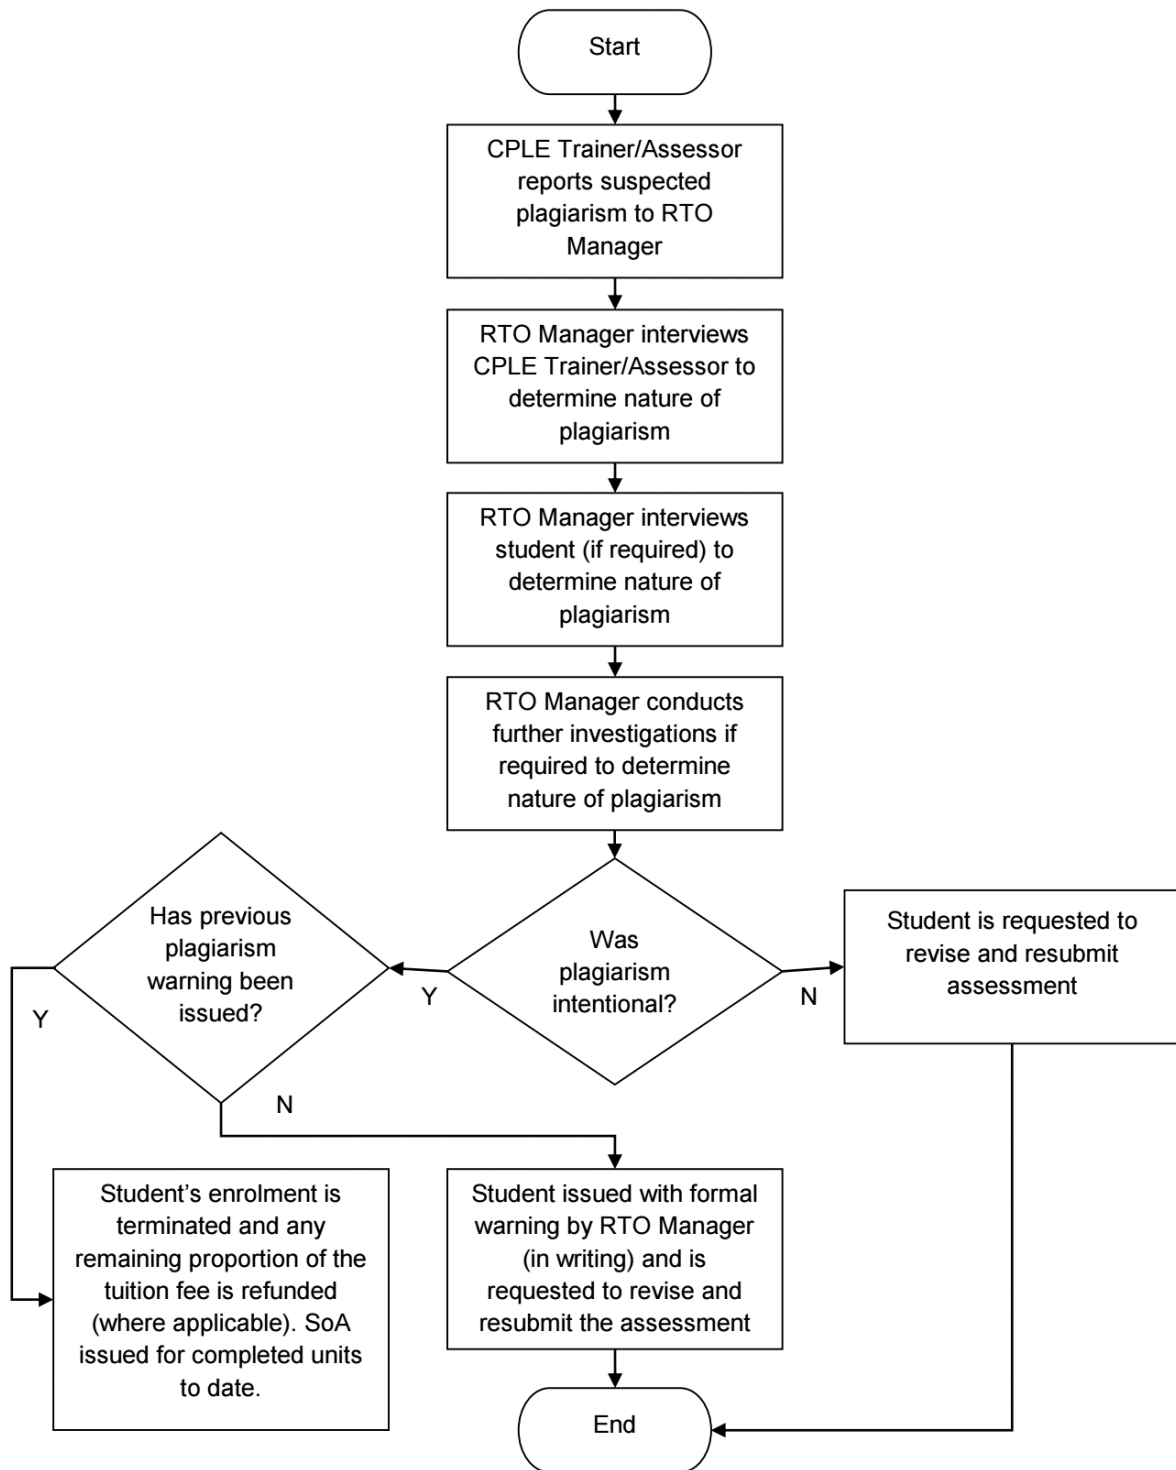 Start
CPLE Trainer/Assessor
reports suspected
plagiarism to RTO
Manager
RTO Manager interviews
CPLE Trainer/Assessor to
determine nature of
plagiarism
RTO Manager interviews
student (if required) to
determine nature of
plagiarism
RTO Manager conducts
further investigations if
required to determine
nature of plagiarism
Has previous
plagiarism
warning been
issued?
Was
plagiarism
intentional?
Student is requested to
revise and resubmit
assessment
Y
Y
N
N
Student’s enrolment is
terminated and any
remaining proportion of the
tuition fee is refunded
(where applicable). SoA
issued for completed units
to date.
Student issued with formal
warning by RTO Manager
(in writing) and is
requested to revise and
resubmit the assessment
End